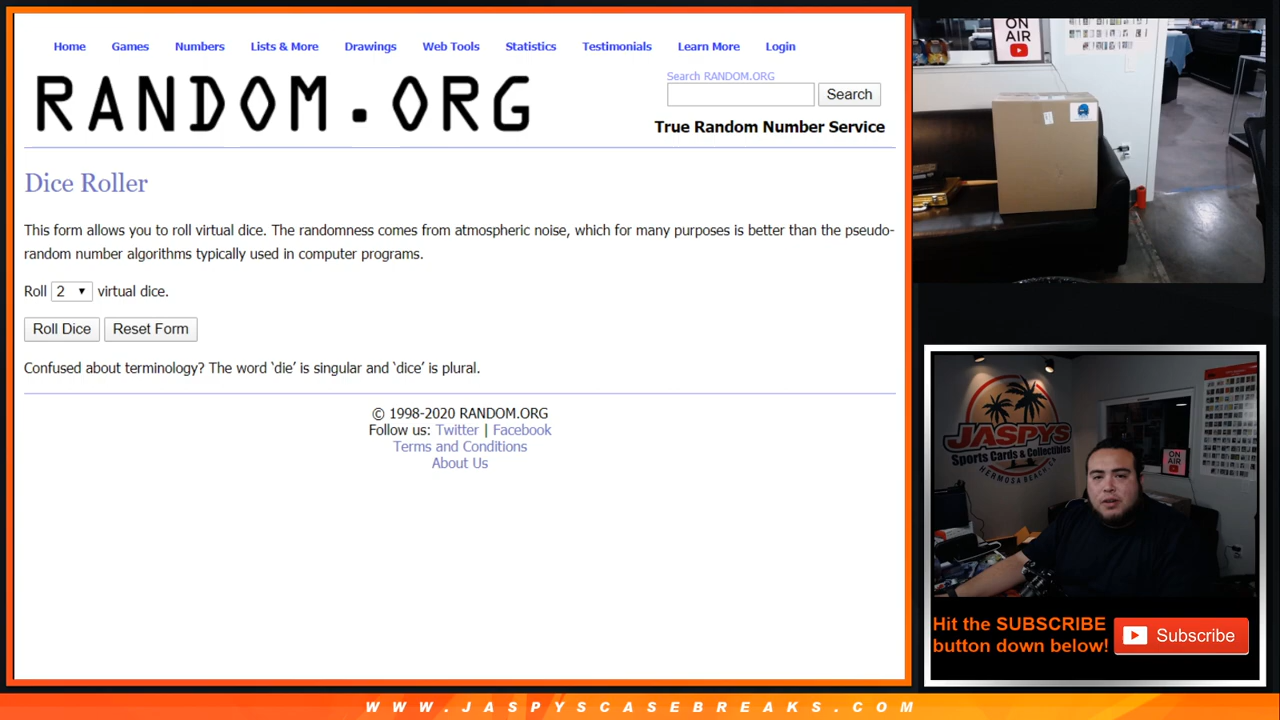 Home Games Numbers Lists & More Drawings Web Tools Statistics Testimonials Learn More Login
RANDOM.ORG
Search RANDOM.ORG
Search
True Random Number Service
Dice Roller
This form allows you to roll virtual dice. The randomness comes from atmospheric noise, which for many purposes is better than the pseudo-
random number algorithms typically used in computer programs.
Roll 2 virtual dice.
Roll Dice Reset Form
Confused about terminology? The word ‘die’ is singular and ‘dice’ is plural.
© 1998-2020 RANDOM.ORG
Follow us: Twitter | Facebook
Terms and Conditions
About Us
ON
AIR
JASPYS
Sports Cards & Collectibles
HERMOSA BEACH, CA
ON
AIR
Hit the SUBSCRIBE
button down below!
Subscribe
WWW.JASPYSCASEBREAKS.COM